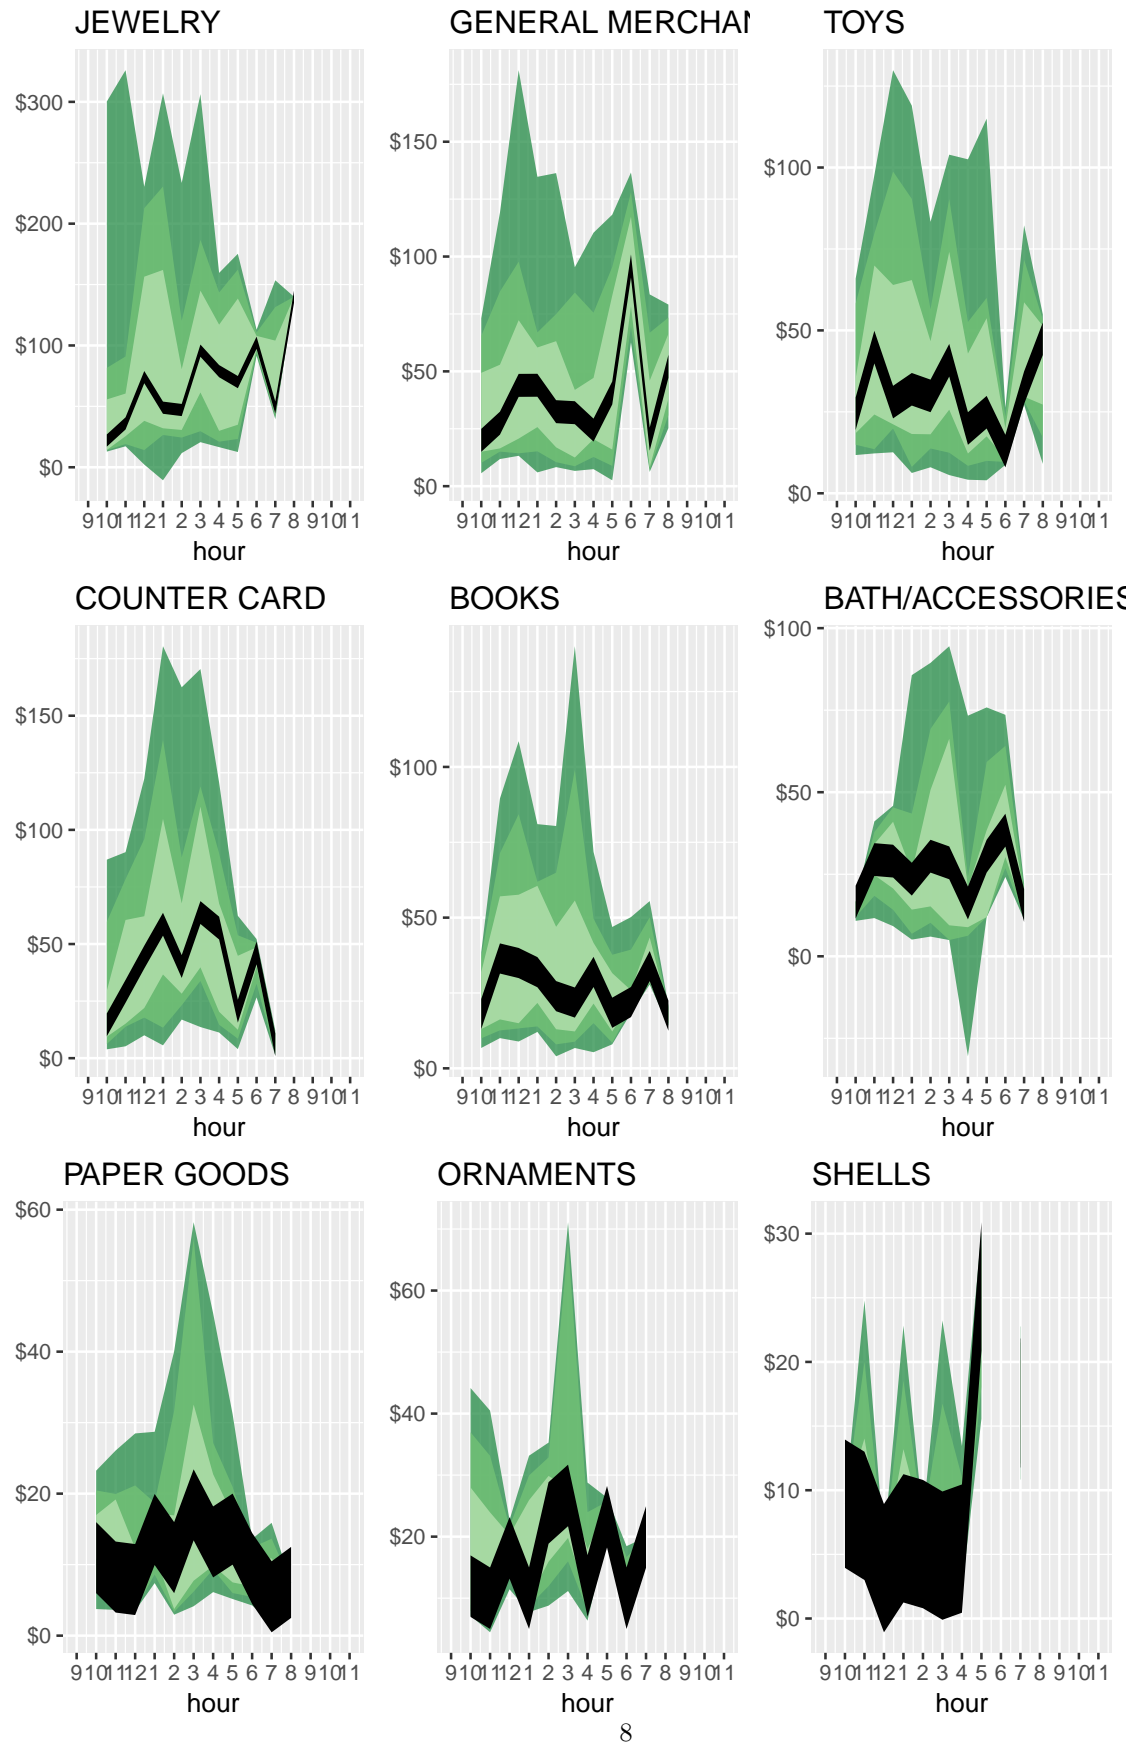 JEWELRY
$300
$200
$100
$0
9 10 11 12 1 2 3 4 5 6 7 8 9 10 11
hour
GENERAL MERCHAN
$150
$100
$50
$0
9 10 11 12 1 2 3 4 5 6 7 8 9 10 11
hour
TOYS
$100
$50
$0
9 10 11 12 1 2 3 4 5 6 7 8 9 10 11
hour
COUNTER CARD
$150
$100
$50
$0
9 10 11 12 1 2 3 4 5 6 7 8 9 10 11
hour
BOOKS
$100
$50
$0
9 10 11 12 1 2 3 4 5 6 7 8 9 10 11
hour
BATH/ACCESSORIES
$100
$50
$0
9 10 11 12 1 2 3 4 5 6 7 8 9 10 11
hour
PAPER GOODS
$60
$40
$20
$0
9 10 11 12 1 2 3 4 5 6 7 8 9 10 11
hour
ORNAMENTS
$60
$40
$20
9 10 11 12 1 2 3 4 5 6 7 8 9 10 11
hour
SHELLS
$30
$20
$10
$0
9 10 11 12 1 2 3 4 5 6 7 8 9 10 11
hour
8